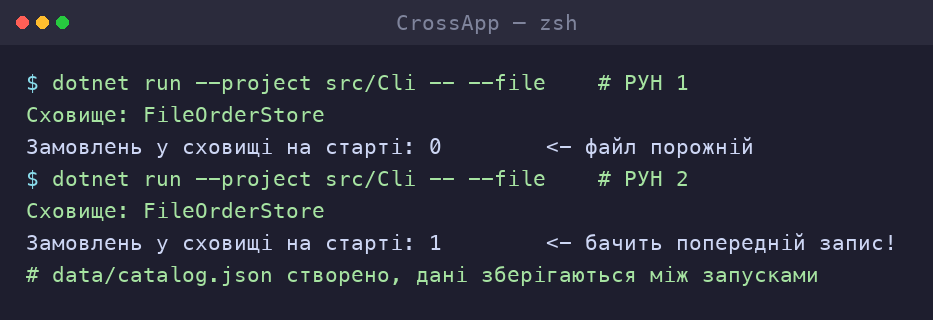 CrossApp — zsh
$ dotnet run --project src/Cli -- --file    # РУН 1
Сховище: FileOrderStore
Замовлень у сховищі на старті: 0        <- файл порожній
$ dotnet run --project src/Cli -- --file    # РУН 2
Сховище: FileOrderStore
Замовлень у сховищі на старті: 1        <- бачить попередній запис!
# data/catalog.json створено, дані зберігаються між запусками